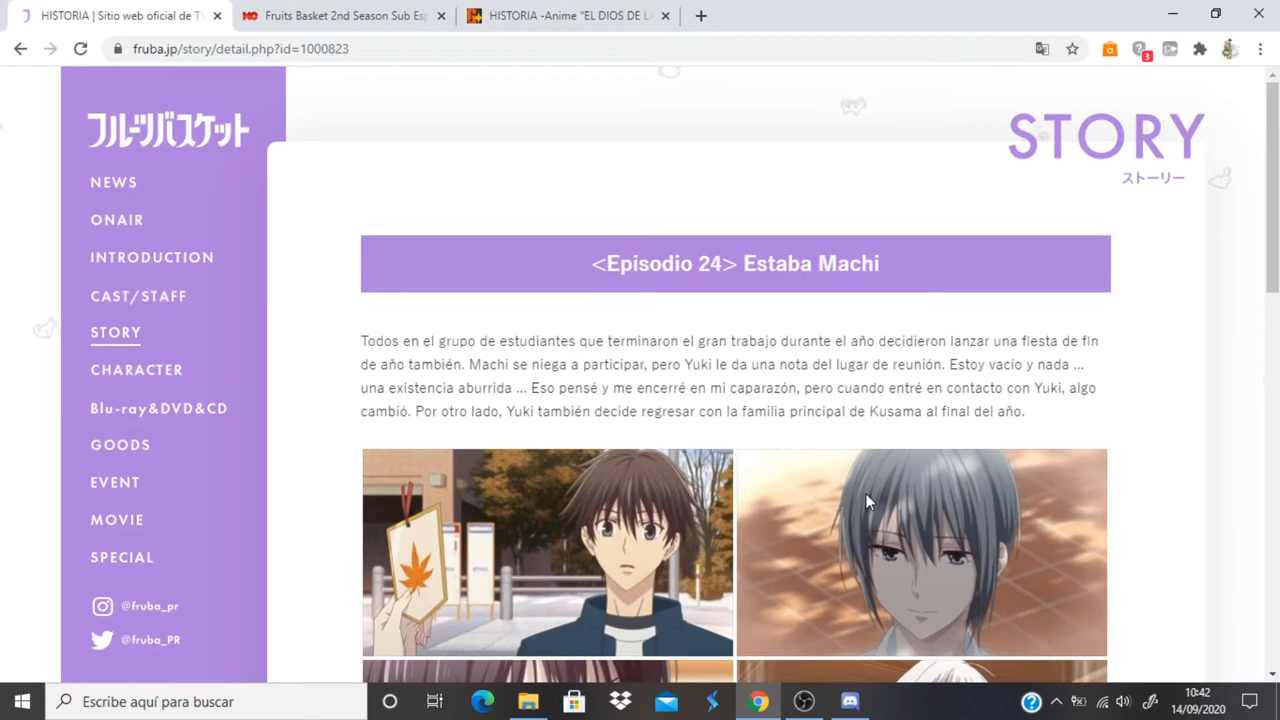 HISTORIA | Sitio web oficial de TV
Fruits Basket 2nd Season Sub Esp
HISTORIA -Anime "EL DIOS DE LA
fruba.jp/story/detail.php?id=1000823
3
フルーツバスケット
NEWS
ONAIR
INTRODUCTION
CAST/STAFF
STORY
CHARACTER
Blu-ray&DVD&CD
GOODS
EVENT
MOVIE
SPECIAL
@fruba_pr
@fruba_PR
STORY
ストーリー
<Episodio 24> Estaba Machi
Todos en el grupo de estudiantes que terminaron el gran trabajo durante el año decidieron lanzar una fiesta de fin
de año también. Machi se niega a participar, pero Yuki le da una nota del lugar de reunión. Estoy vacío y nada ...
una existencia aburrida ... Eso pensé y me encerré en mi caparazón, pero cuando entré en contacto con Yuki, algo
cambió. Por otro lado, Yuki también decide regresar con la familia principal de Kusama al final del año.
Escribe aquí para buscar
10:42
14/09/2020